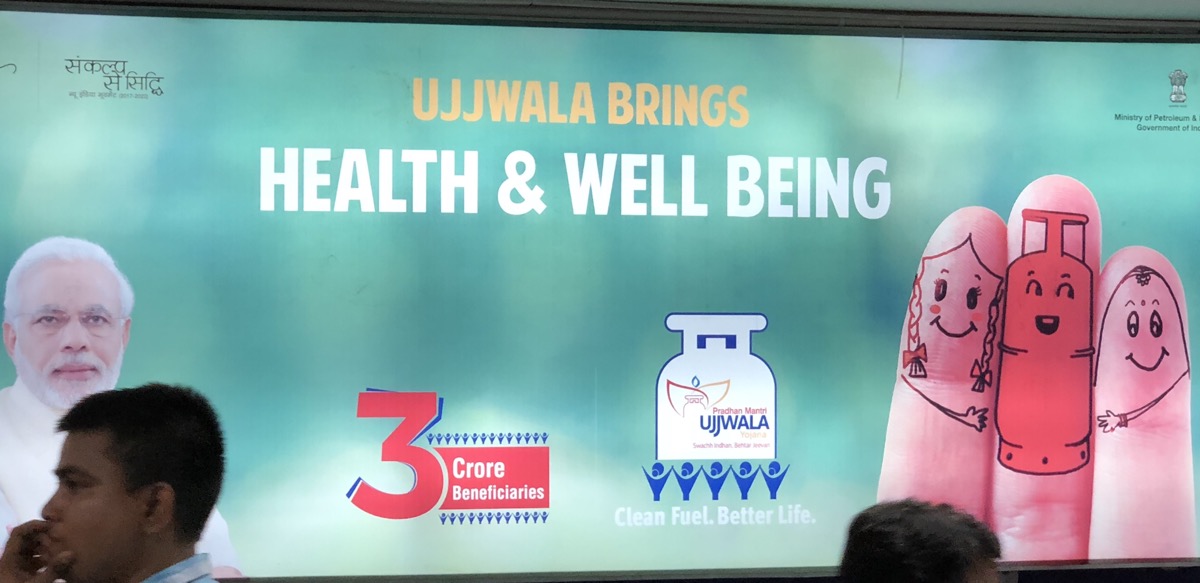 संकल्प
से सिद्धि
UJJWALA BRINGS
HEALTH & WELL BEING
Ministry of Petroleum &
Government of
3 Crore
Beneficiaries
Pradhan Mantri
UJJWALA
Yojana
Swachh Indhan, Behtar Jeevan
Clean Fuel. Better Life.